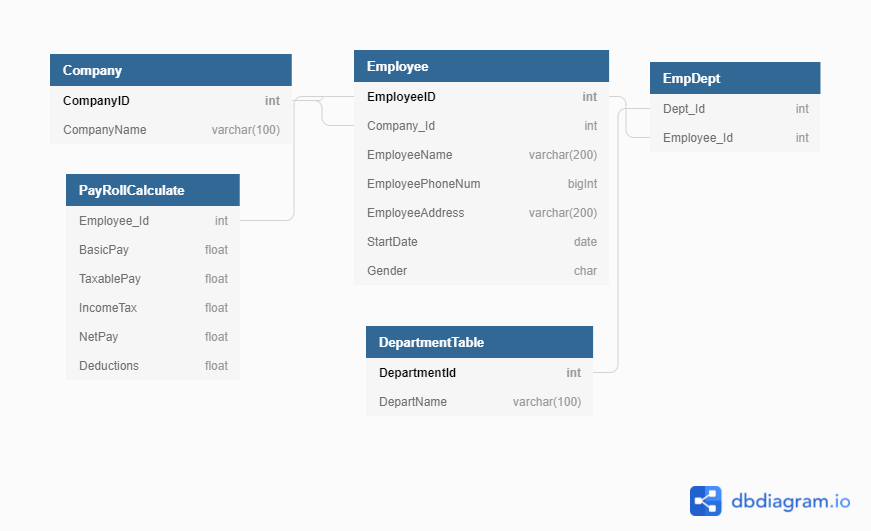 Company
CompanyID int
CompanyName varchar(100)
PayRollCalculate
Employee_Id int
BasicPay float
TaxablePay float
IncomeTax float
NetPay float
Deductions float
Employee
EmployeeID int
Company_Id int
EmployeeName varchar(200)
EmployeePhoneNum bigInt
EmployeeAddress varchar(200)
StartDate date
Gender char
DepartmentTable
DepartmentId int
DepartName varchar(100)
EmpDept
Dept_Id int
Employee_Id int
dbdiagram.io